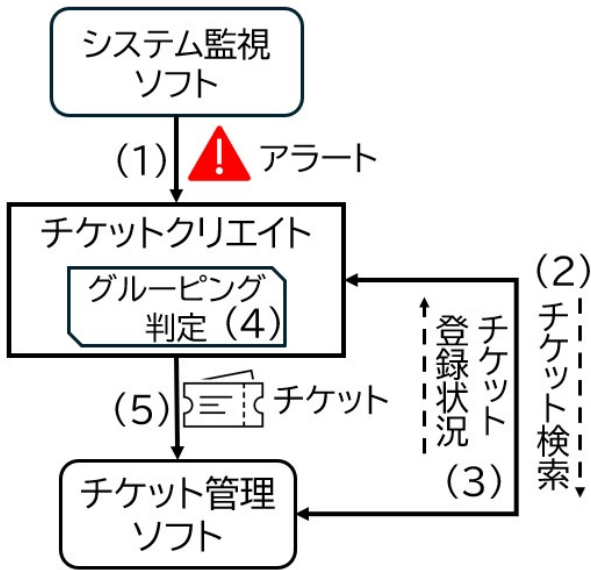 システム監視
ソフト
(1)
アラート
チケットクリエイト
グルーピング
判定(4)
(2)
チケット検索
チケット
登録状況
(3)
(5)
チケット
チケット管理
ソフト